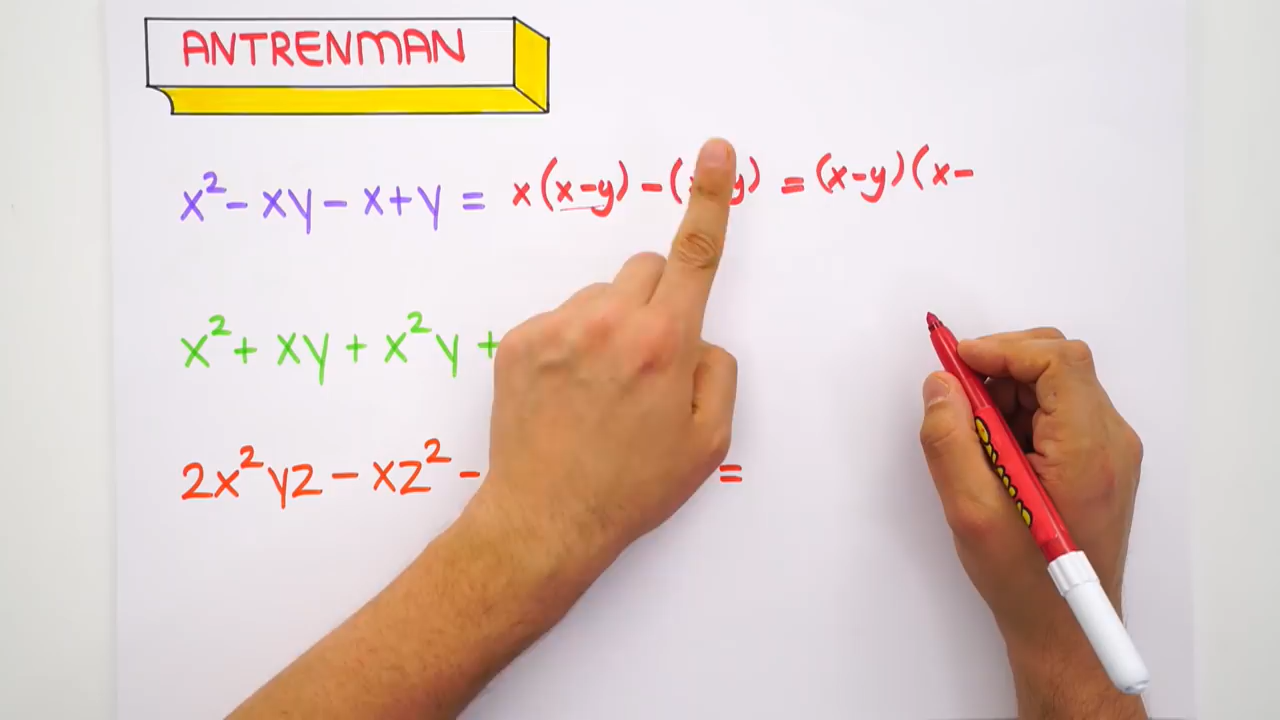 ANTRENMAN
x² - xy - x + y = x(x-y) - ( y) = (x-y)(x-
x² + xy + x²y +
2x²yz - xz² - =